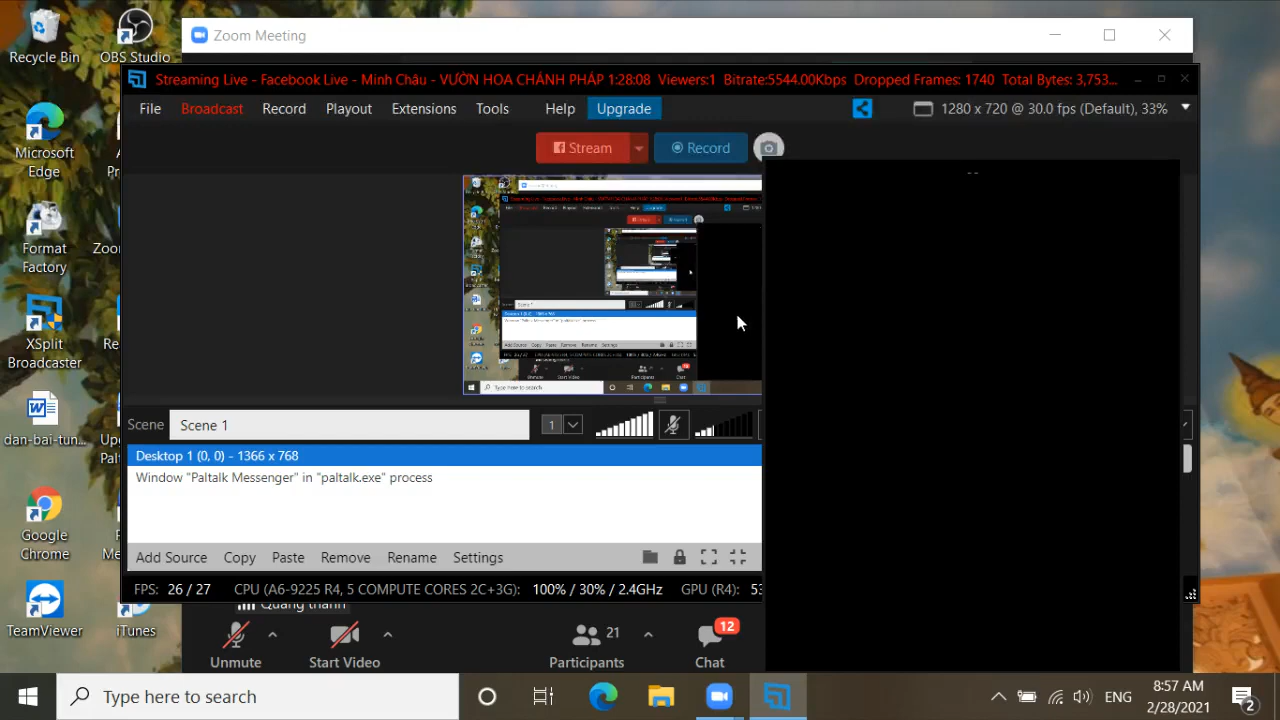 Recycle Bin
OBS Studio
Zoom Meeting
Streaming Live - Facebook Live - Minh Châu - VƯỜN HOA CHÁNH PHÁP 1:28:08 Viewers:1 Bitrate:5544.00Kbps Dropped Frames: 1740 Total Bytes: 3,753...
File Broadcast Record Playout Extensions Tools Help Upgrade
1280 x 720 @ 30.0 fps (Default), 33%
Stream Record
Microsoft
Edge
Format
Factory
XSplit
Broadcaster
Scene Scene 1 1
Desktop 1 (0, 0) - 1366 x 768
Window "Paltalk Messenger" in "paltalk.exe" process
dan-bai-tun...
Google
Chrome
Add Source Copy Paste Remove Rename Settings
FPS: 26 / 27 CPU (A6-9225 R4, 5 COMPUTE CORES 2C+3G): 100% / 30% / 2.4GHz GPU (R4):
Quang thanh
TeamViewer
iTunes
21
12
Unmute Start Video Participants Chat
Type here to search
ENG
8:57 AM
2/28/2021
2